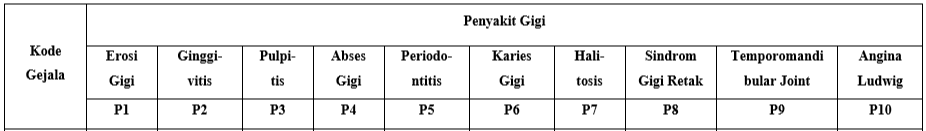 Kode
Gejala
Penyakit Gigi
Erosi
Gigi
Ginggi-
vitis
Pulpi-
tis
Abses
Gigi
Periodo-
ntitis
Karies
Gigi
Hali-
tosis
Sindrom
Gigi Retak
Temporomandi
bular Joint
Angina
Ludwig
P1
P2
P3
P4
P5
P6
P7
P8
P9
P10